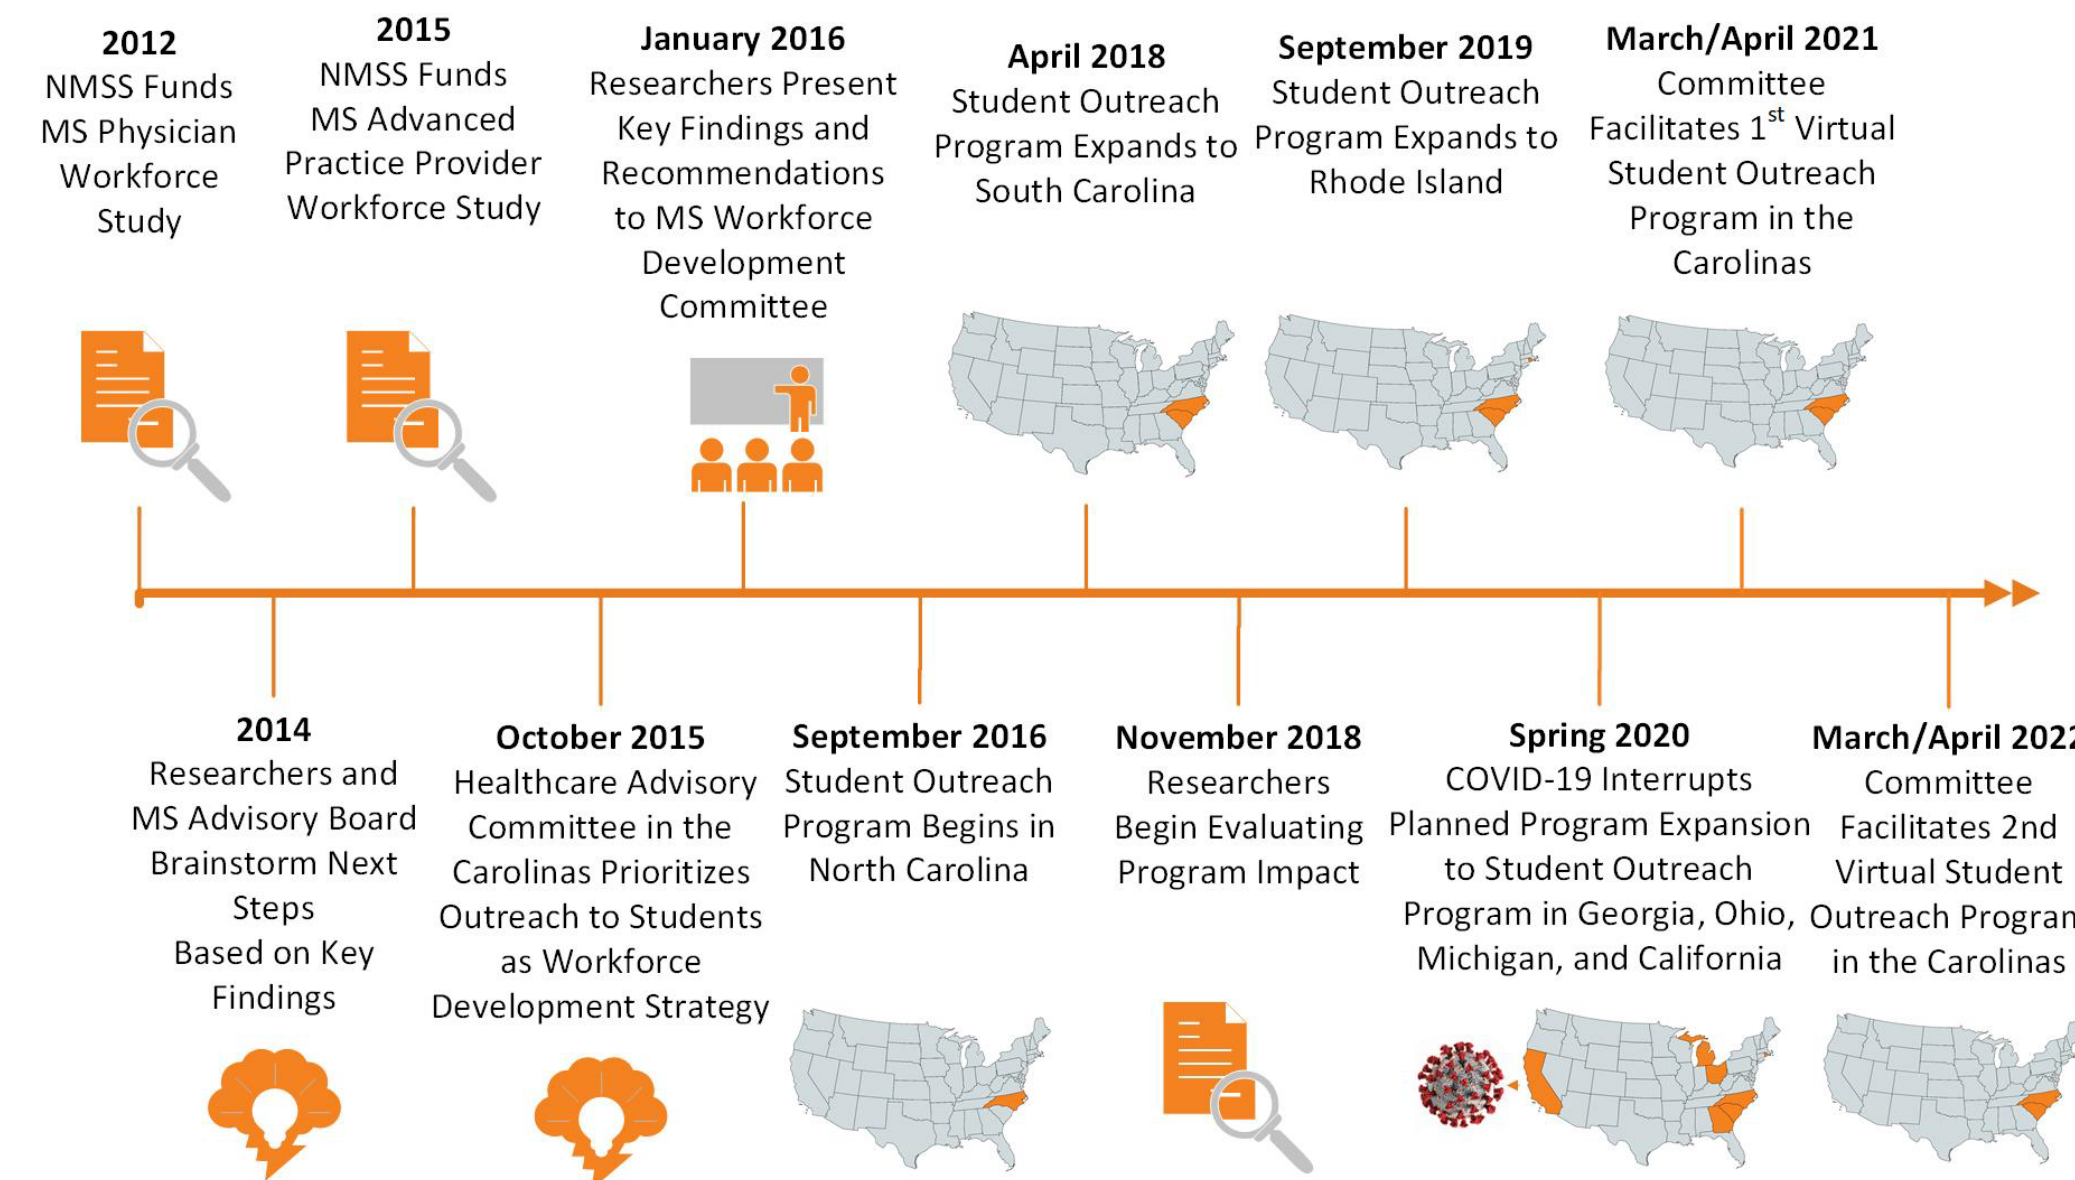 2012
NMSS Funds
MS Physician
Workforce
Study
2015
NMSS Funds
MS Advanced
Practice Provider
Workforce Study
January 2016
Researchers Present
Key Findings and
Recommendations
to MS Workforce
Development
Committee
April 2018
Student Outreach
Program Expands to
South Carolina
September 2019
Student Outreach
Program Expands to
Rhode Island
March/April 2021
Committee
Facilitates 1st Virtual
Student Outreach
Program in the
Carolinas
2014
Researchers and
MS Advisory Board
Brainstorm Next
Steps
Based on Key
Findings
October 2015
Healthcare Advisory
Committee in the
Carolinas Prioritizes
Outreach to Students
as Workforce
Development Strategy
September 2016
Student Outreach
Program Begins in
North Carolina
November 2018
Researchers
Begin Evaluating
Program Impact
Spring 2020
COVID-19 Interrupts
Planned Program Expansion
to Student Outreach
Program in Georgia, Ohio,
Michigan, and California
March/April 2022
Committee
Facilitates 2nd
Virtual Student
Outreach Program
in the Carolinas